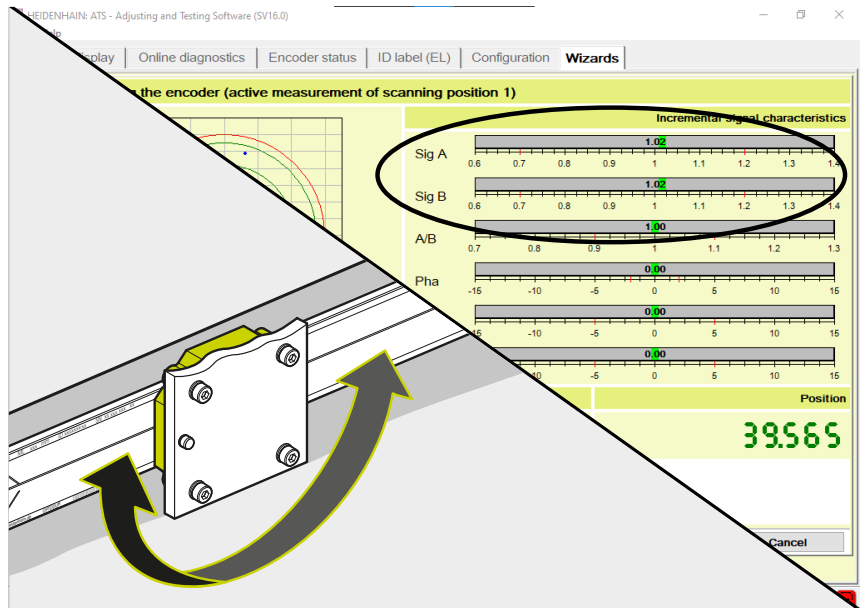 HEIDENHAIN: ATS - Adjusting and Testing Software (SV16.0)
Online diagnostics Encoder status ID label (EL) Configuration Wizards
the encoder (active measurement of scanning position 1)
Incremental signal characteristics
1.02
Sig A
0.6 0.7 0.8 0.9 1 1.1 1.2 1.3 1.4
1.02
Sig B
0.6 0.7 0.8 0.9 1 1.1 1.2 1.3 1.4
1.00
A/B
0.7 0.8 0.9 1 1.1 1.2 1.3
0.00
Pha
-15 -10 -5 0 5 10 15
0.00
-10 -5 0 5 10 15
0.00
-5 0 5 10 15
Position
39.565
Cancel